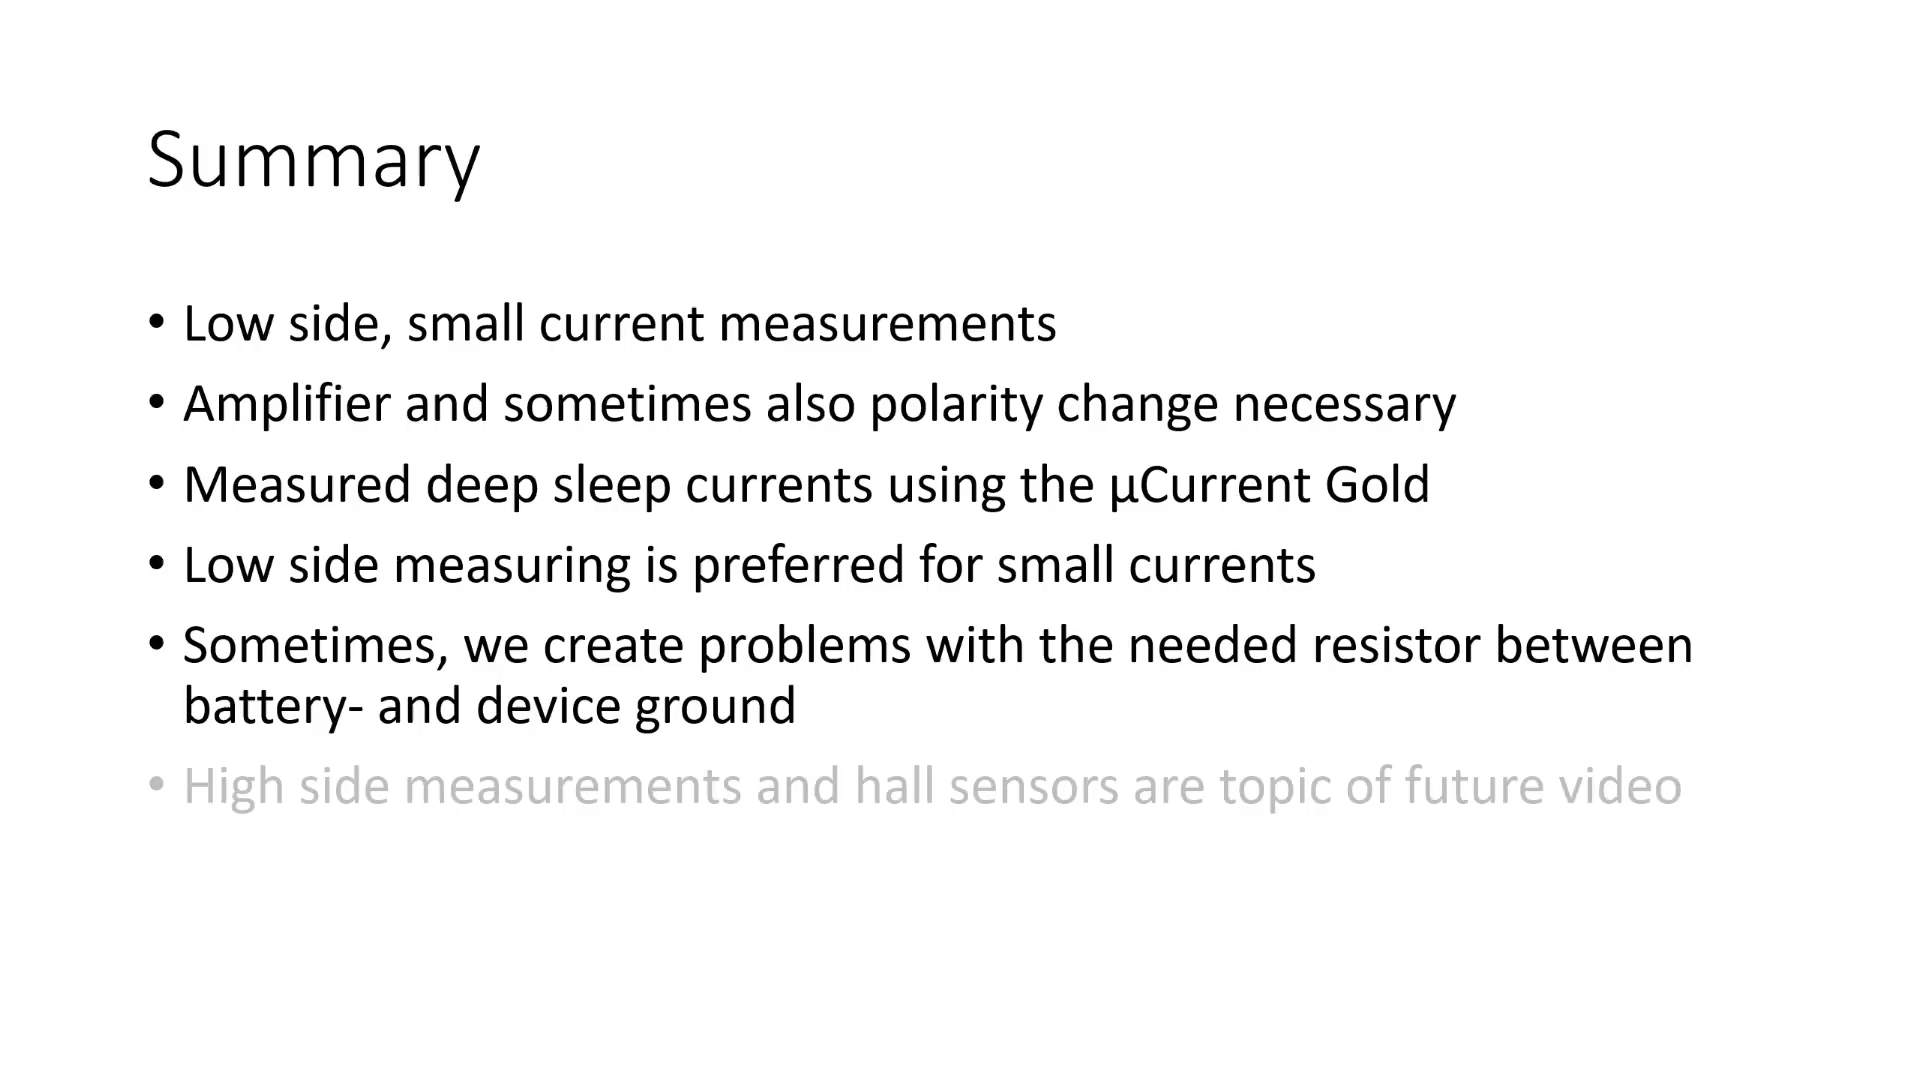 Summary
• Low side, small current measurements
• Amplifier and sometimes also polarity change necessary
• Measured deep sleep currents using the µCurrent Gold
• Low side measuring is preferred for small currents
• Sometimes, we create problems with the needed resistor between
battery- and device ground
• High side measurements and hall sensors are topic of future video